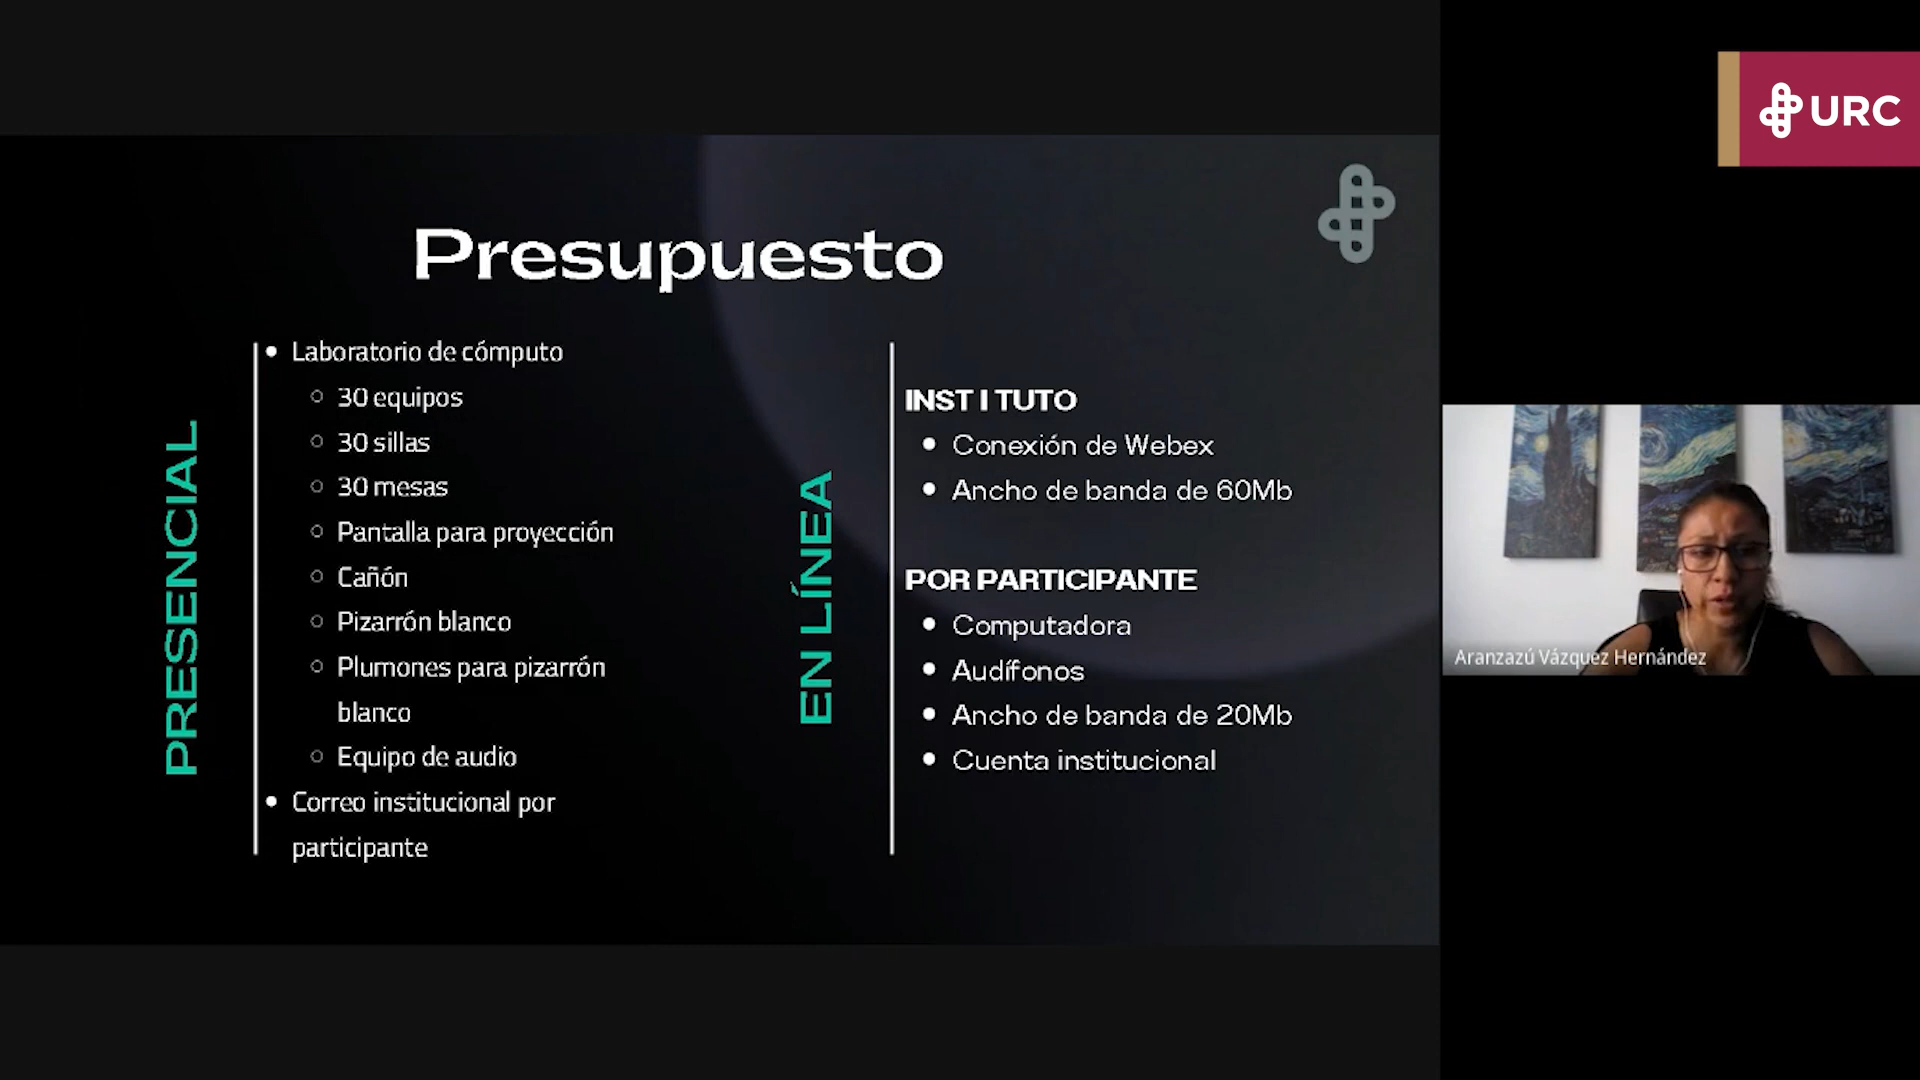 URC
Presupuesto
PRESENCIAL
Laboratorio de cómputo
30 equipos
30 sillas
30 mesas
Pantalla para proyección
Cañón
Pizarrón blanco
Plumones para pizarrón
blanco
Equipo de audio
Correo institucional por
participante
EN LÍNEA
INSTITUTO
Conexión de Webex
Ancho de banda de 60Mb
POR PARTICIPANTE
Computadora
Audífonos
Ancho de banda de 20Mb
Cuenta institucional
Aranzazú Vázquez Hernández